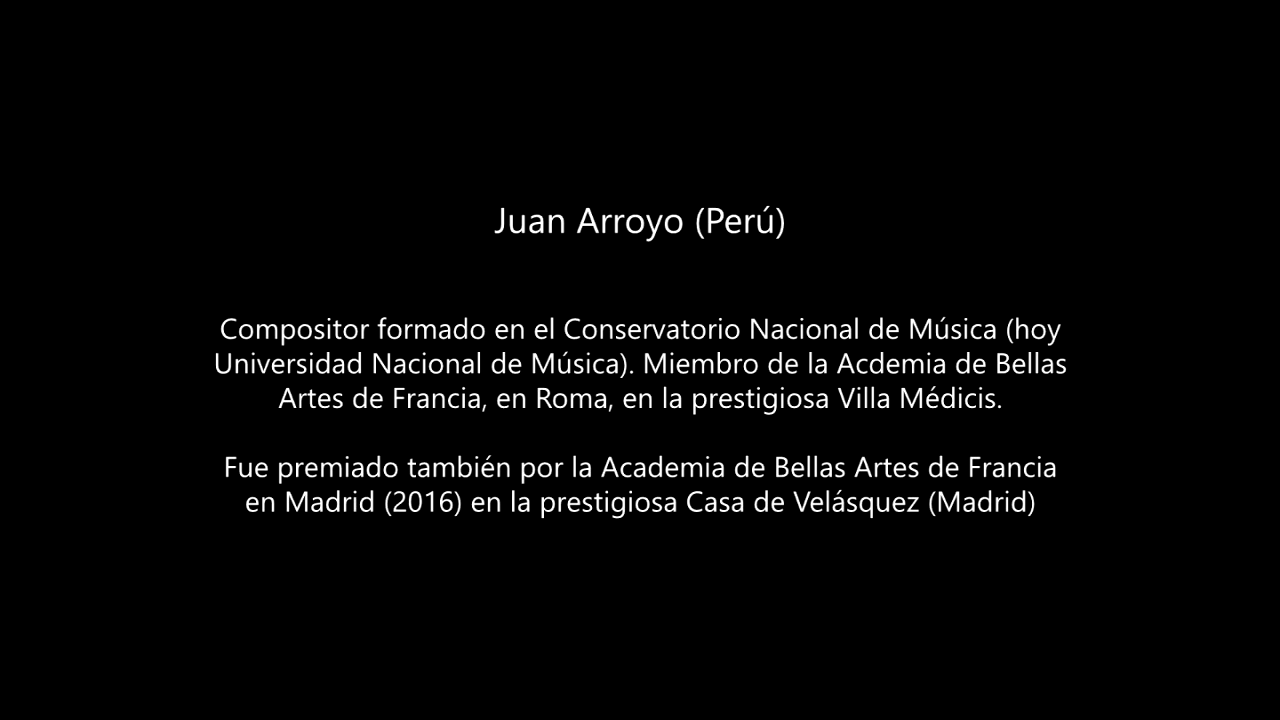 Juan Arroyo (Perú)
Compositor formado en el Conservatorio Nacional de Música (hoy
Universidad Nacional de Música). Miembro de la Acdemia de Bellas
Artes de Francia, en Roma, en la prestigiosa Villa Médicis.
Fue premiado también por la Academia de Bellas Artes de Francia
en Madrid (2016) en la prestigiosa Casa de Velásquez (Madrid)